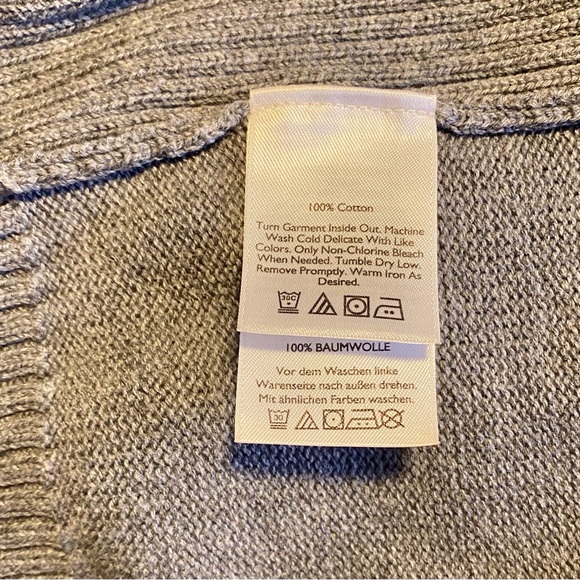 100% Cotton
Turn Garment Inside Out. Machine
Wash Cold Delicate With Like
Colors. Only Non-Chlorine Bleach
When Needed. Tumble Dry Low.
Remove Promptly. Warm Iron As
Desired.
30C
100% BAUMWOLLE
Vor dem Waschen linke
Warenseite nach außen drehen.
Mit ähnlichen Farben waschen.
30